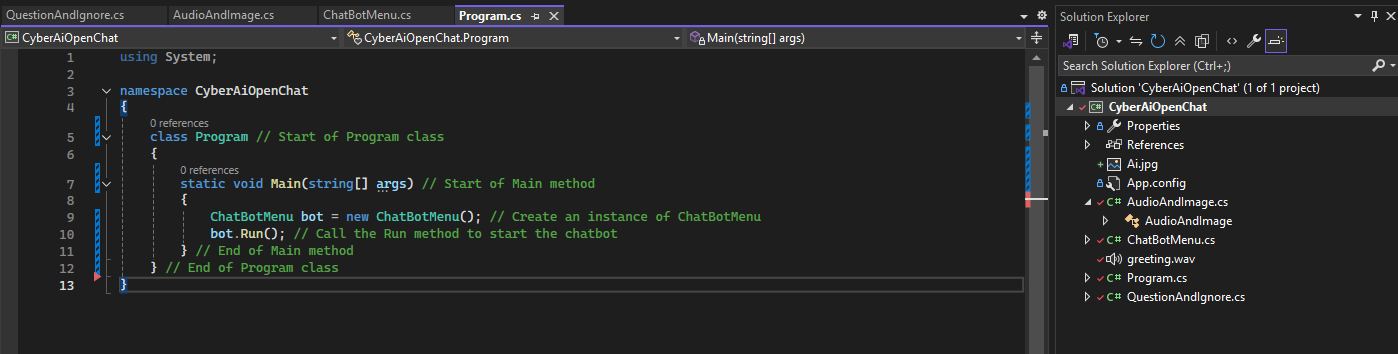 QuestionAndIgnore.cs AudioAndImage.cs ChatBotMenu.cs Program.cs
CyberAiOpenChat CyberAiOpenChat.Program Main(string[] args)
1 using System;
2
3 namespace CyberAiOpenChat
4 {
0 references
5 class Program // Start of Program class
6 {
0 references
7 static void Main(string[] args) // Start of Main method
8 {
9 ChatBotMenu bot = new ChatBotMenu(); // Create an instance of ChatBotMenu
10 bot.Run(); // Call the Run method to start the chatbot
11 } // End of Main method
12 } // End of Program class
13 }
Solution Explorer
Search Solution Explorer (Ctrl+;)
Solution 'CyberAiOpenChat' (1 of 1 project)
C# CyberAiOpenChat
Properties
References
Ai.jpg
App.config
C# AudioAndImage.cs
AudioAndImage
C# ChatBotMenu.cs
greeting.wav
C# Program.cs
C# QuestionAndIgnore.cs